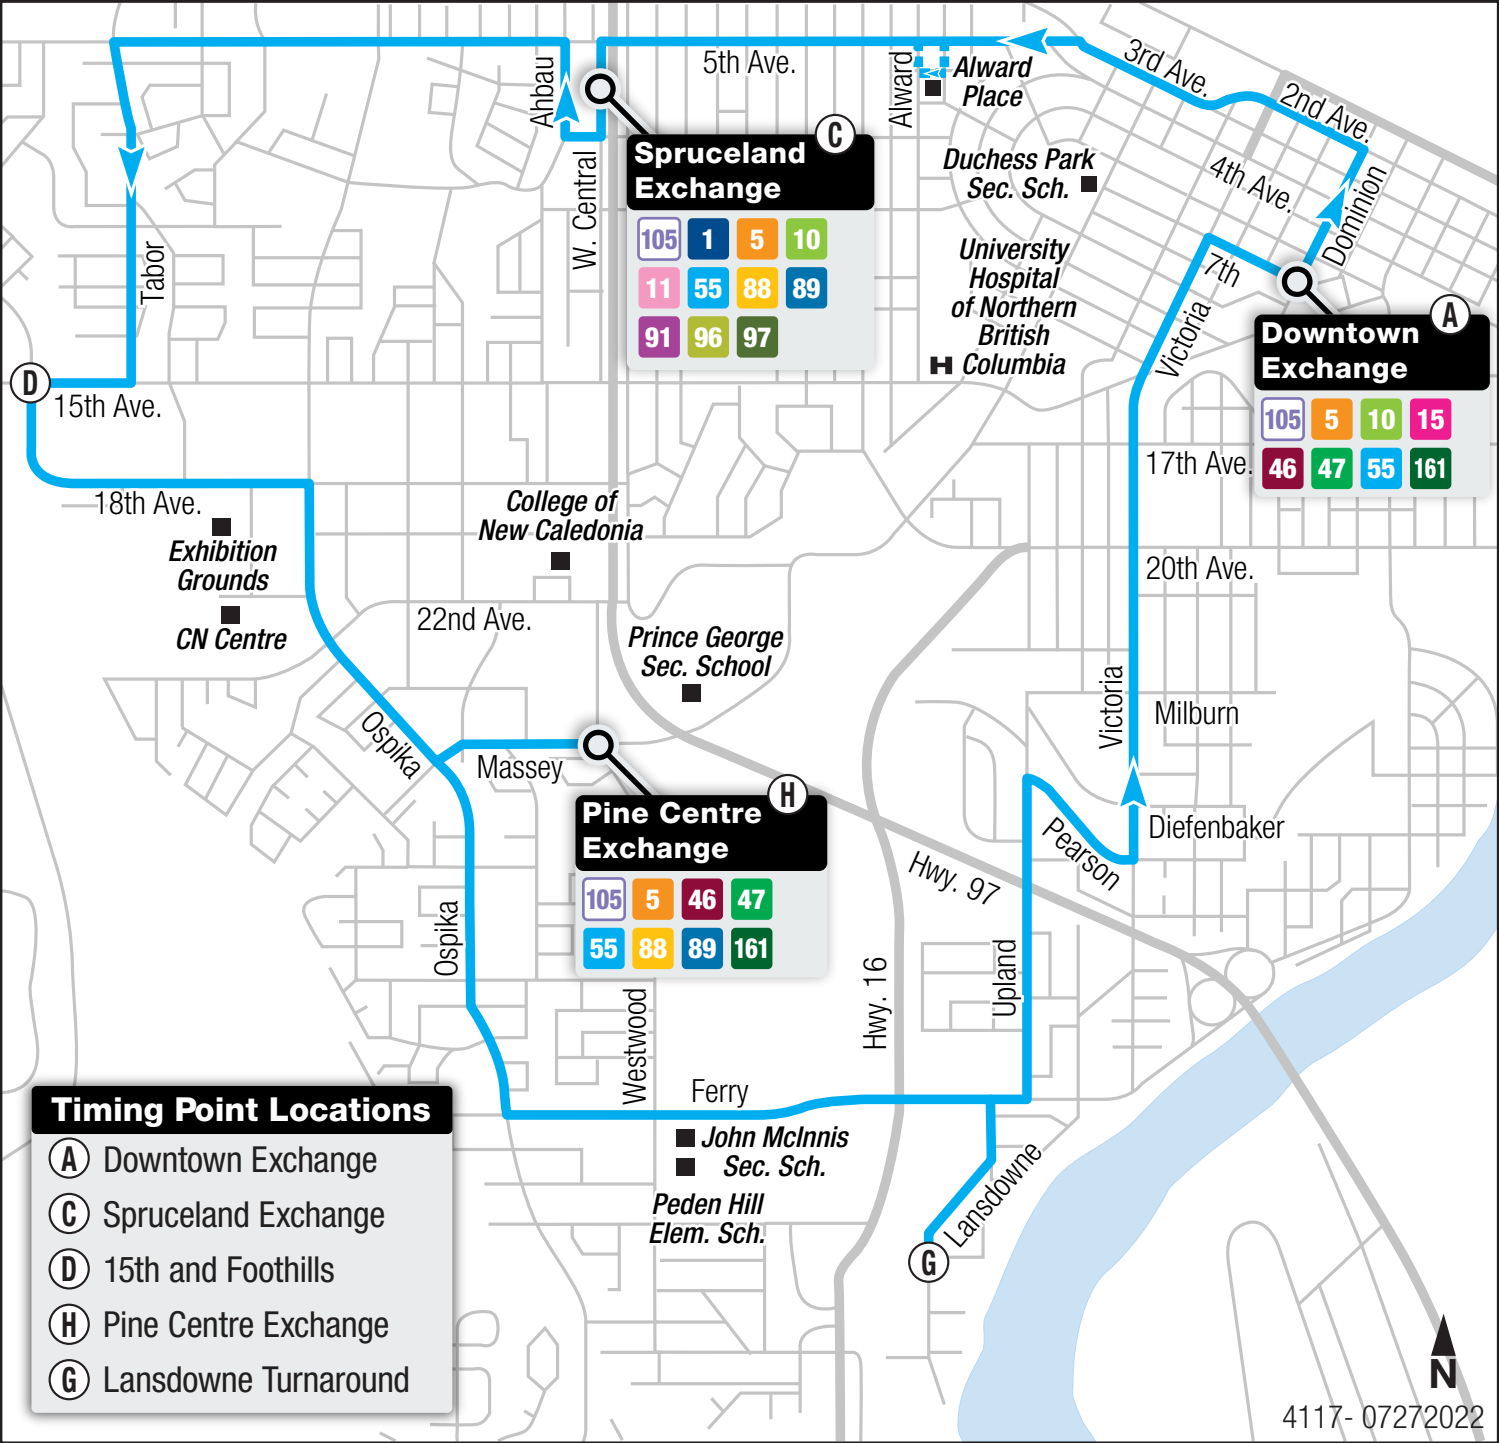 3rd Ave.
2nd Ave.
5th Ave.
Ahbau
Alward
Alward
Place
C
Spruceland
Exchange
105 1 5 10
11 55 88 89
91 96 97
W. Central
Duchess Park
Sec. Sch.
4th Ave.
Dominion
University
Hospital
of Northern
British
H Columbia
7th
Victoria
Tabor
A
Downtown
Exchange
105 5 10 15
46 47 55 161
D
15th Ave.
17th Ave.
18th Ave.
College of
New Caledonia
Exhibition
Grounds
20th Ave.
CN Centre
22nd Ave.
Prince George
Sec. School
Victoria
Milburn
Ospika
Massey
H
Pine Centre
Exchange
105 5 46 47
55 88 89 161
Diefenbaker
Pearson
Hwy. 97
Ospika
Upland
Hwy. 16
Westwood
Ferry
John McInnis
Sec. Sch.
Peden Hill
Elem. Sch.
Lansdowne
G
Timing Point Locations
A Downtown Exchange
C Spruceland Exchange
D 15th and Foothills
H Pine Centre Exchange
G Lansdowne Turnaround
N
4117- 07272022